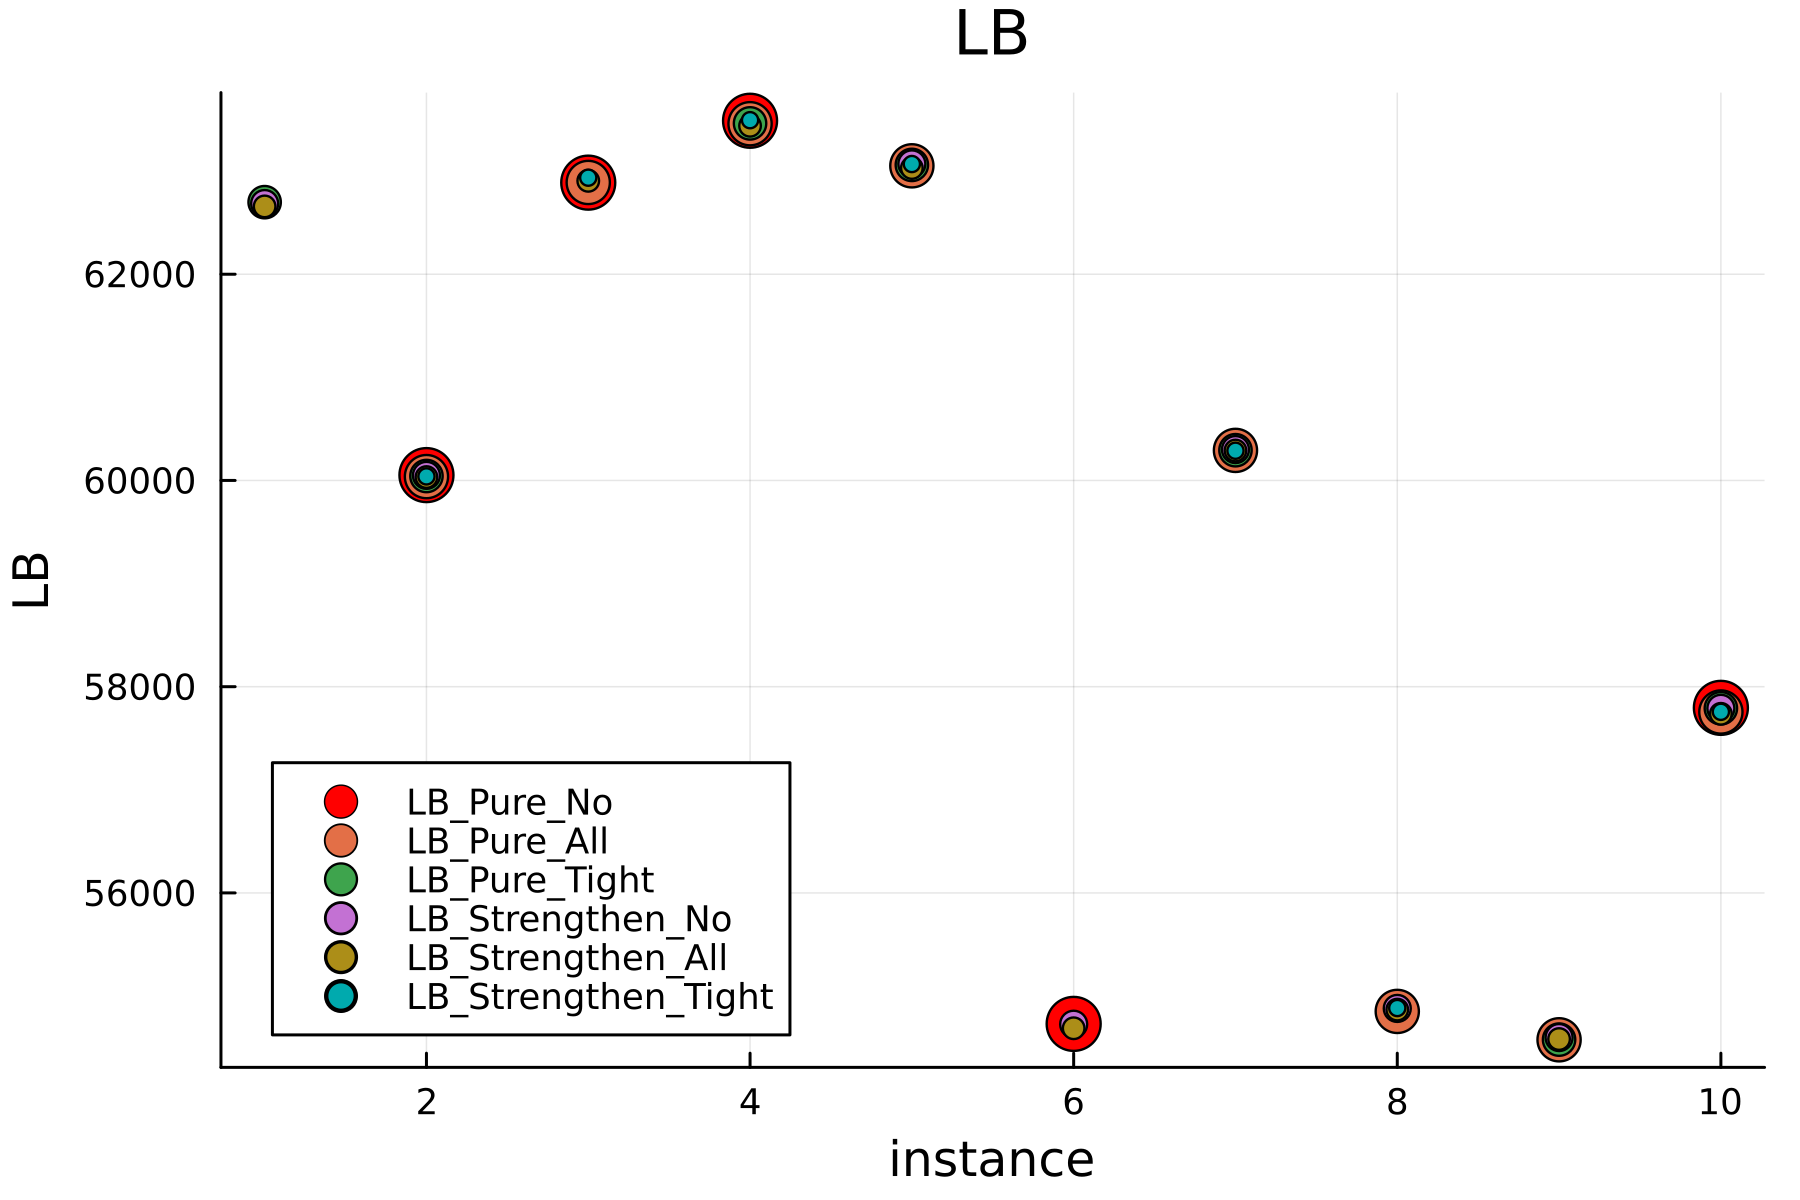 LB
LB
62000
60000
58000
56000
LB_Pure_No
LB_Pure_All
LB_Pure_Tight
LB_Strengthen_No
LB_Strengthen_All
LB_Strengthen_Tight
2 4 6 8 10
instance